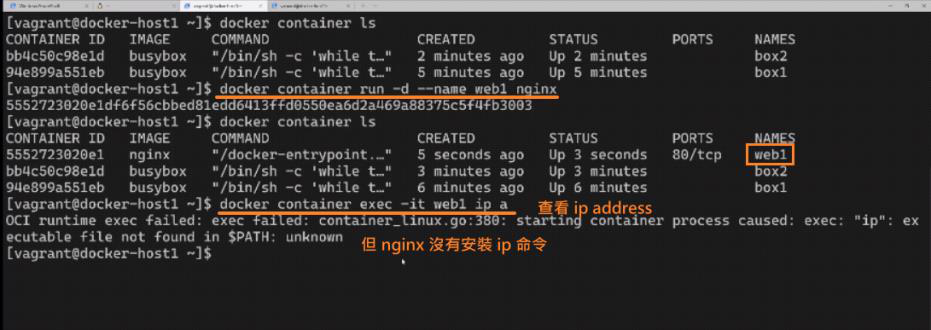 [vagrant@docker-host1 ~]$ docker container ls
CONTAINER ID IMAGE COMMAND CREATED STATUS PORTS NAMES
bb4c50c98e1d busybox "/bin/sh -c 'while t…" 2 minutes ago Up 2 minutes box2
94e899a551eb busybox "/bin/sh -c 'while t…" 5 minutes ago Up 5 minutes box1
[vagrant@docker-host1 ~]$ docker container run -d --name web1 nginx
5552723020e1df6f56cbbed81edd6413ffd0550ea6d2a469a88375c5f4fb3003
[vagrant@docker-host1 ~]$ docker container ls
CONTAINER ID IMAGE COMMAND CREATED STATUS PORTS NAMES
5552723020e1 nginx "/docker-entrypoint.…" 5 seconds ago Up 3 seconds 80/tcp web1
bb4c50c98e1d busybox "/bin/sh -c 'while t…" 3 minutes ago Up 3 minutes box2
94e899a551eb busybox "/bin/sh -c 'while t…" 6 minutes ago Up 6 minutes box1
[vagrant@docker-host1 ~]$ docker container exec -it web1 ip a 查看 ip address
OCI runtime exec failed: exec failed: container_linux.go:380: starting container process caused: exec: "ip": ex
ecutable file not found in $PATH: unknown 但 nginx 沒有安裝 ip 命令
[vagrant@docker-host1 ~]$